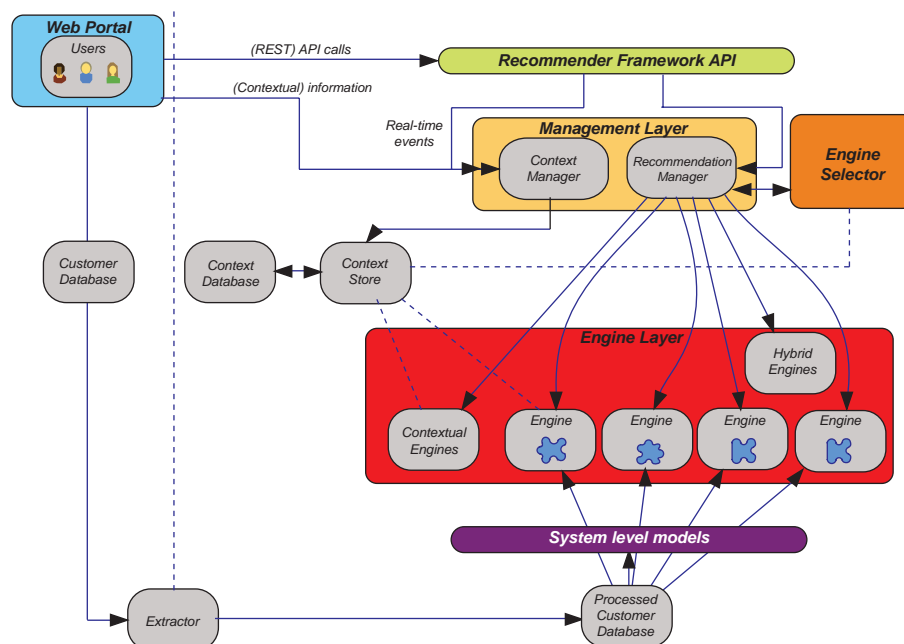 Web Portal
Users
(REST) API calls
Recommender Framework API
(Contextual) information
Real-time
events
Management Layer
Context
Manager
Recommendation
Manager
Engine
Selector
Customer
Database
Context
Database
Context
Store
Engine Layer
Hybrid
Engines
Contextual
Engines
Engine
Engine
Engine
Engine
System level models
Extractor
Processed
Customer
Database